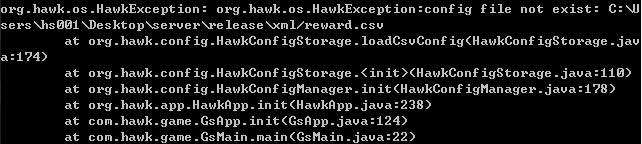 org.hawk.os.HawkException: org.hawk.os.HawkException:config file not exist: C:\U
sers\hs001\Desktop\server\release\xml/reward.csv
        at org.hawk.config.HawkConfigStorage.loadCsvConfig(HawkConfigStorage.jav
a:174)
        at org.hawk.config.HawkConfigStorage.<init>(HawkConfigStorage.java:110)
        at org.hawk.config.HawkConfigManager.init(HawkConfigManager.java:178)
        at org.hawk.app.HawkApp.init(HawkApp.java:238)
        at com.hawk.game.GsApp.init(GsApp.java:124)
        at com.hawk.game.GsMain.main(GsMain.java:22)